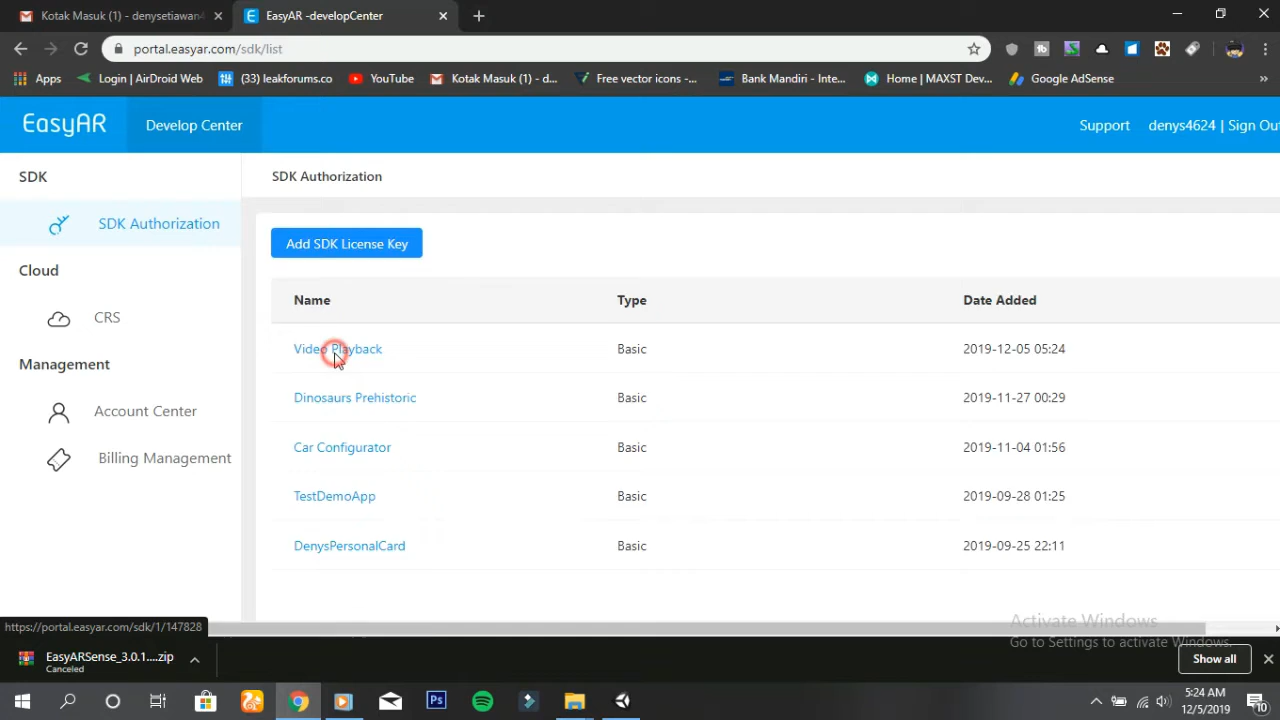 Kotak Masuk (1) - denysetiawan4
EasyAR -developCenter
portal.easyar.com/sdk/list
Apps
Login | AirDroid Web
(33) leakforums.co
YouTube
Kotak Masuk (1) - d...
Free vector icons -...
Bank Mandiri - Inte...
Home | MAXST Dev...
Google AdSense
»
EasyAR
Develop Center
Support
denys4624 | Sign Out
SDK
SDK Authorization
SDK Authorization
Cloud
CRS
Management
Account Center
Billing Management
Add SDK License Key
Name Type Date Added
Video Playback Basic 2019-12-05 05:24
Dinosaurs Prehistoric Basic 2019-11-27 00:29
Car Configurator Basic 2019-11-04 01:56
TestDemoApp Basic 2019-09-28 01:25
DenysPersonalCard Basic 2019-09-25 22:11
Activate Windows
Go to Settings to activate Windows.
https://portal.easyar.com/sdk/1/147828
EasyARSense_3.0.1....zip
Canceled
Show all
Ps
5:24 AM
12/5/2019
10